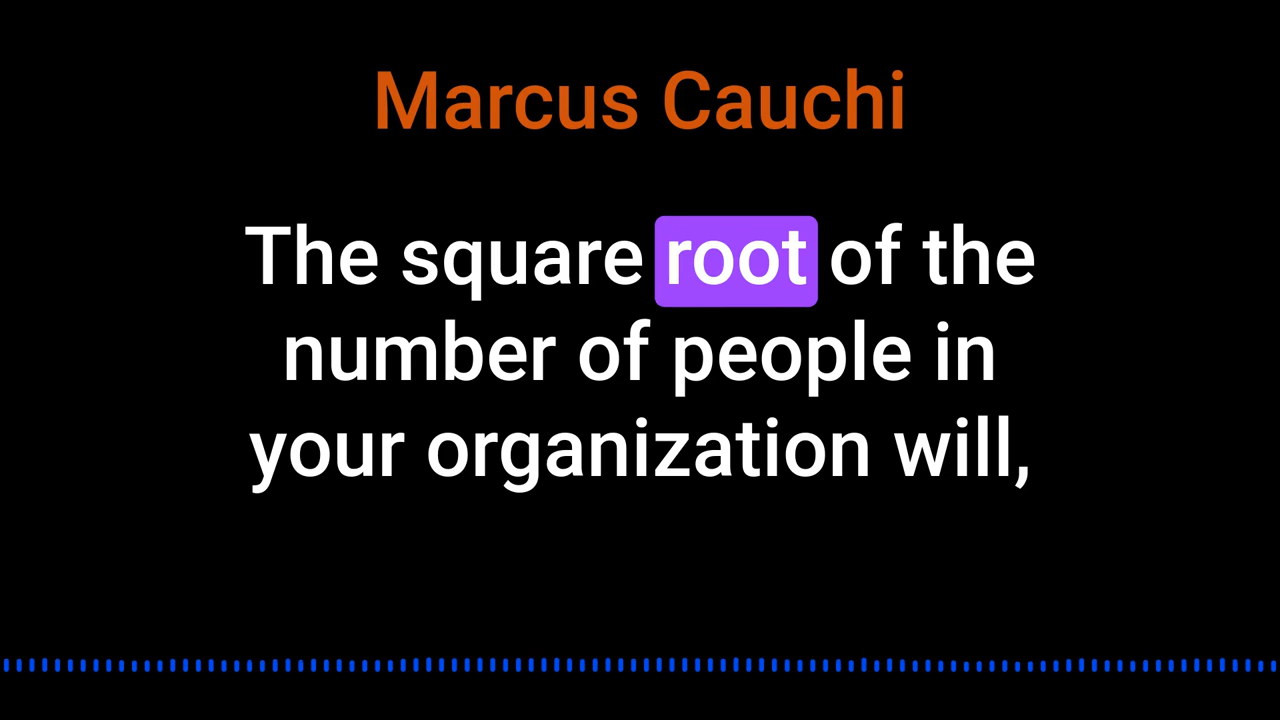 Marcus Cauchi
The square root of the
number of people in
your organization will,